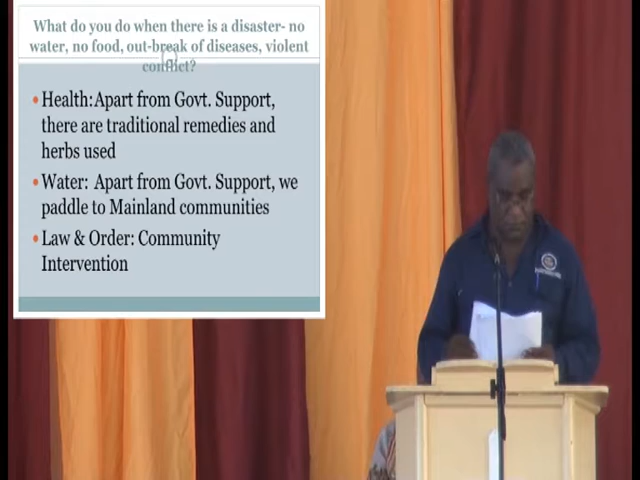 What do you do when there is a disaster- no
water, no food, out-break of diseases, violent
conflict?
•Health:Apart from Govt. Support,
there are traditional remedies and
herbs used
•Water: Apart from Govt. Support, we
paddle to Mainland communities
•Law & Order: Community
Intervention